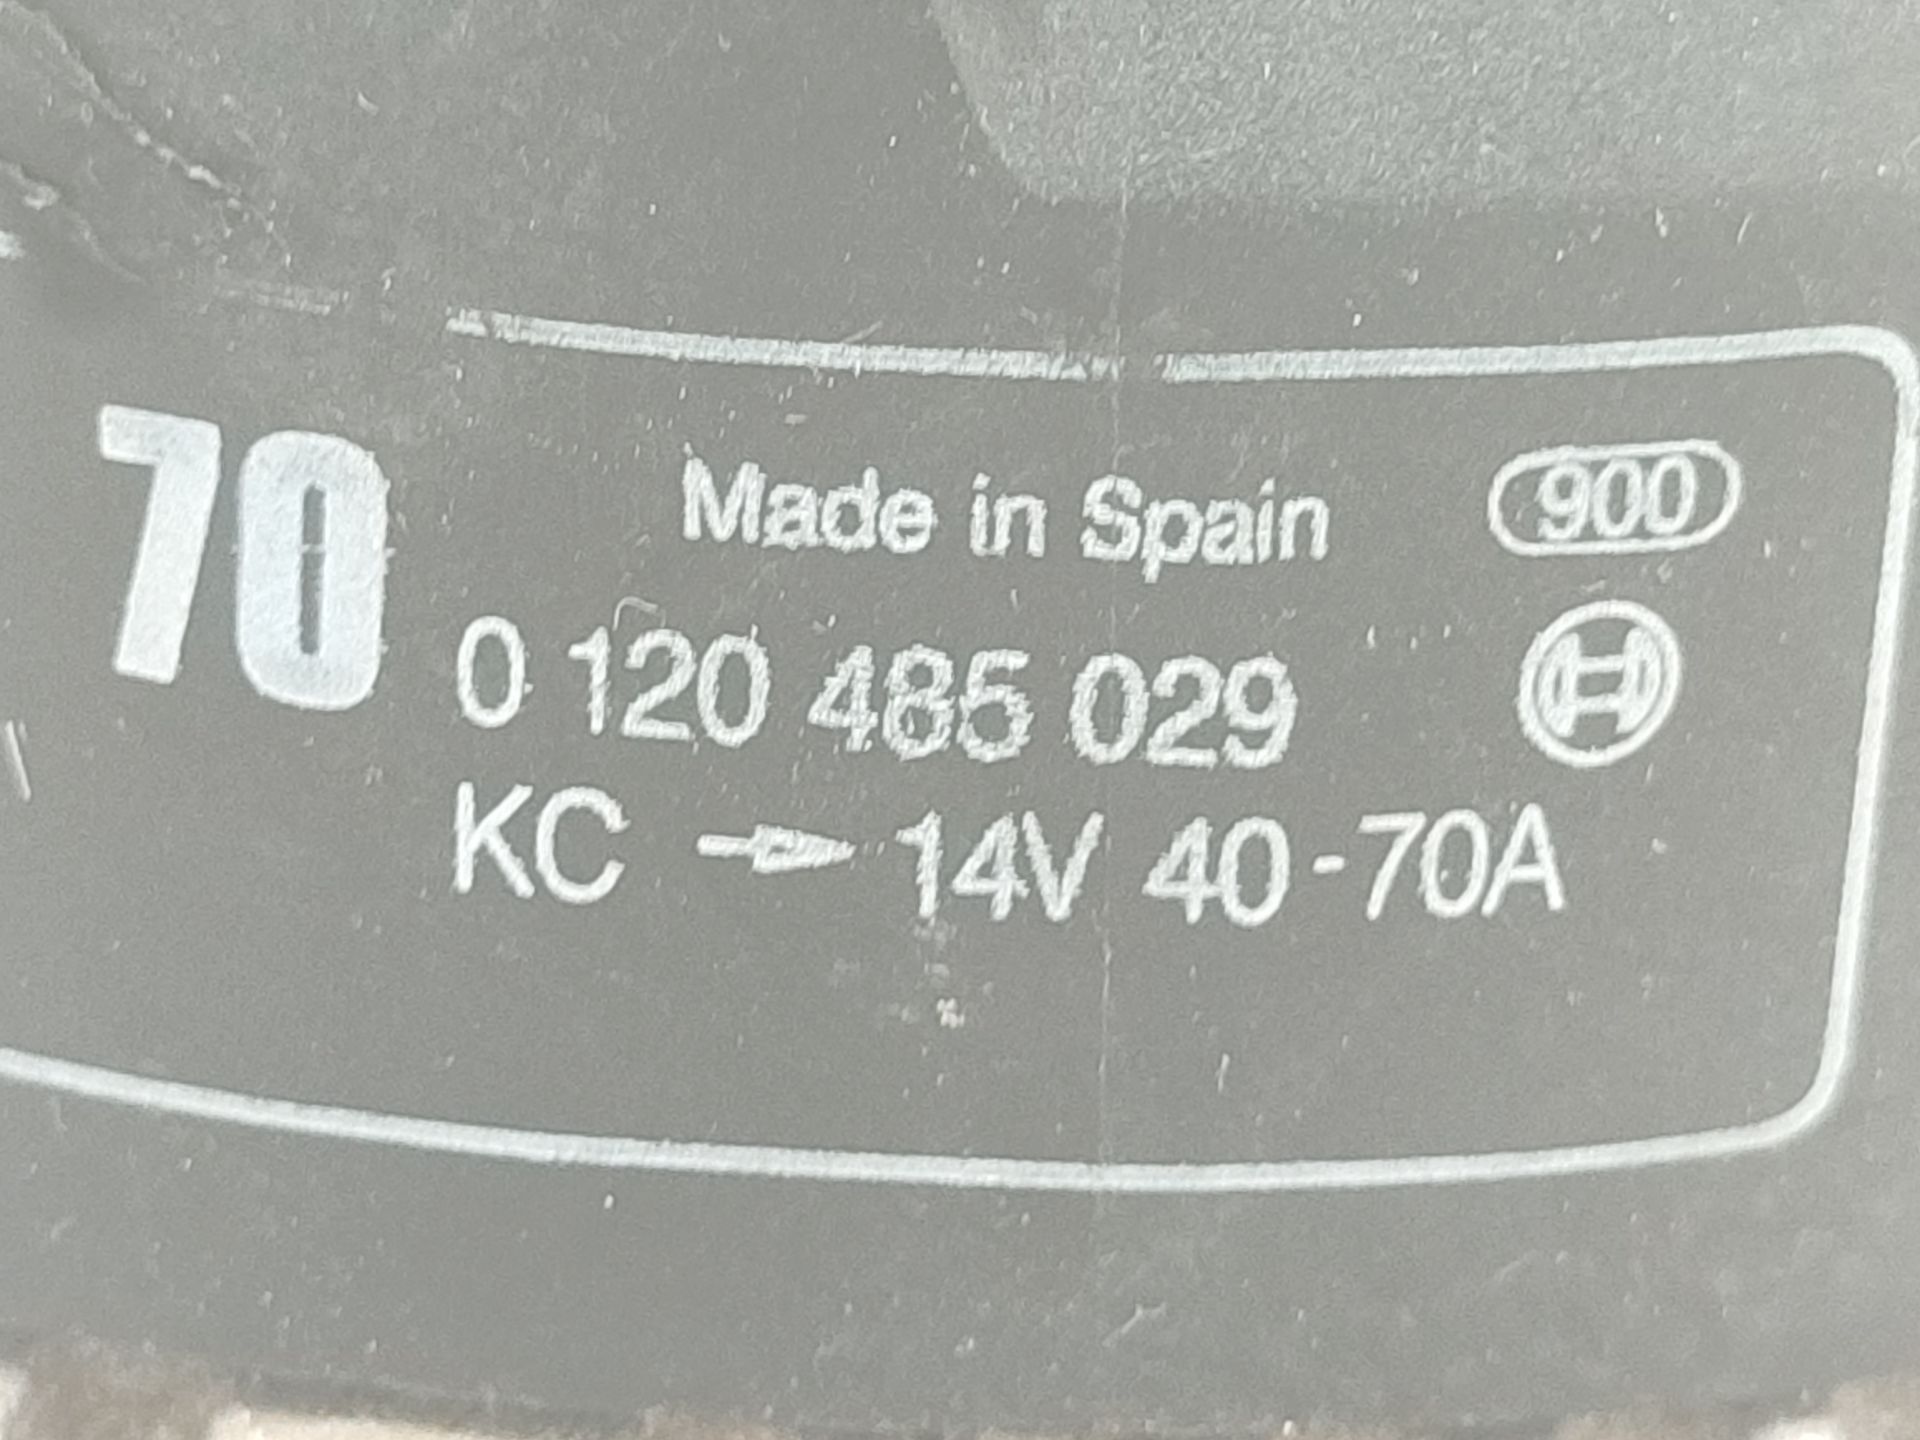 70
Made in Spain 900
0 120 485 029
KC → 14V 40-70A